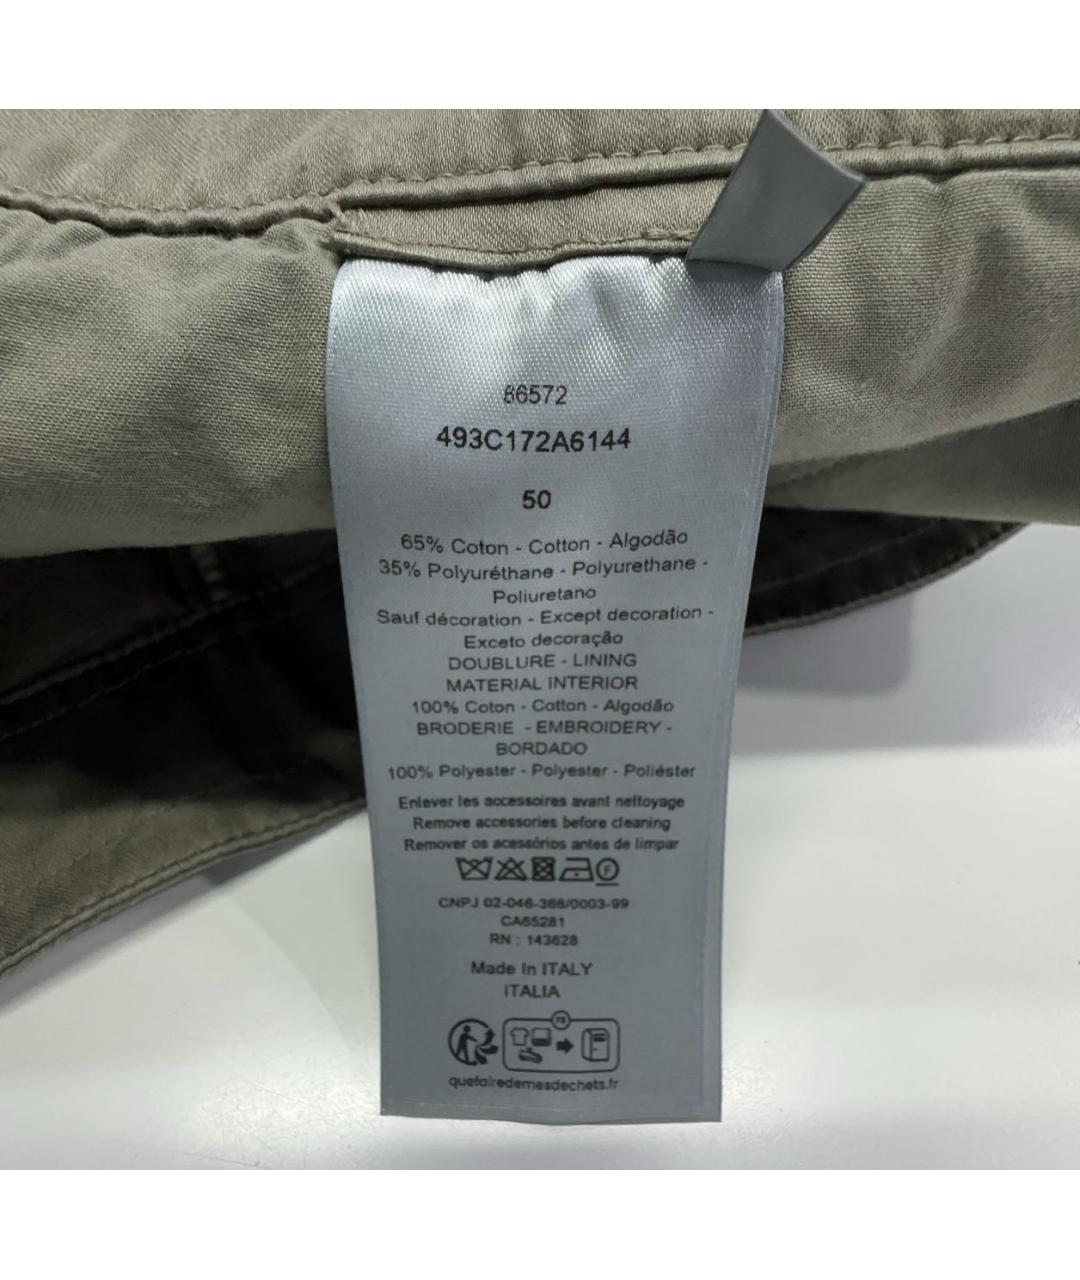 86572
493C172A6144
50
65% Coton - Cotton - Algodão
35% Polyuréthane - Polyurethane -
Poliuretano
Sauf décoration - Except decoration -
Exceto decoração
DOUBLURE - LINING
MATERIAL INTERIOR
100% Coton - Cotton - Algodão
BRODERIE - EMBROIDERY -
BORDADO
100% Polyester - Polyester - Poliéster
Enlever les accessoires avant nettoyage
Remove accessories before cleaning
Remover os acessórios antes de limpar
F
CNPJ 02-046-366/0003-99
CA65281
RN : 143628
Made In ITALY
ITALIA
FR
quefairedemesdechets.fr